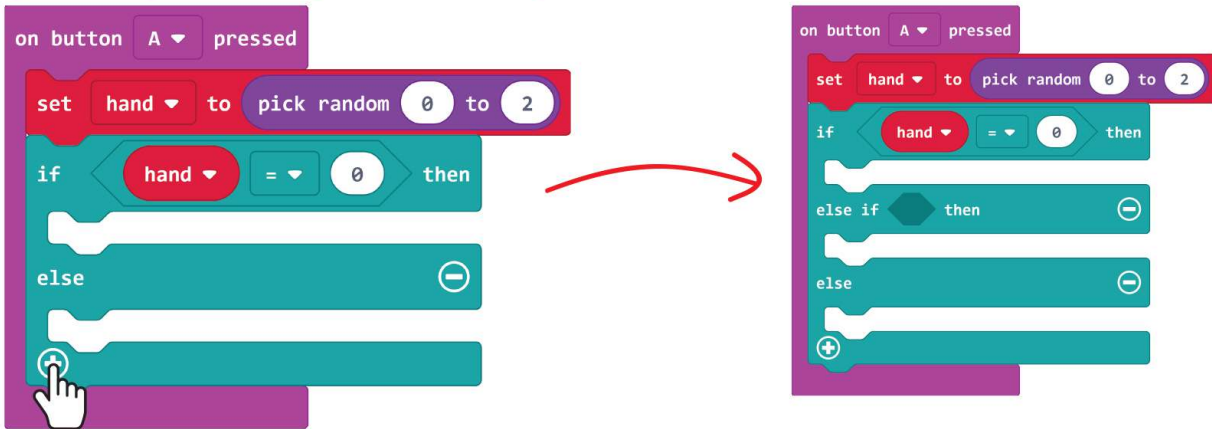 on button A pressed
set hand to pick random 0 to 2
if hand = 0 then
else
on button A pressed
set hand to pick random 0 to 2
if hand = 0 then
else if then
else